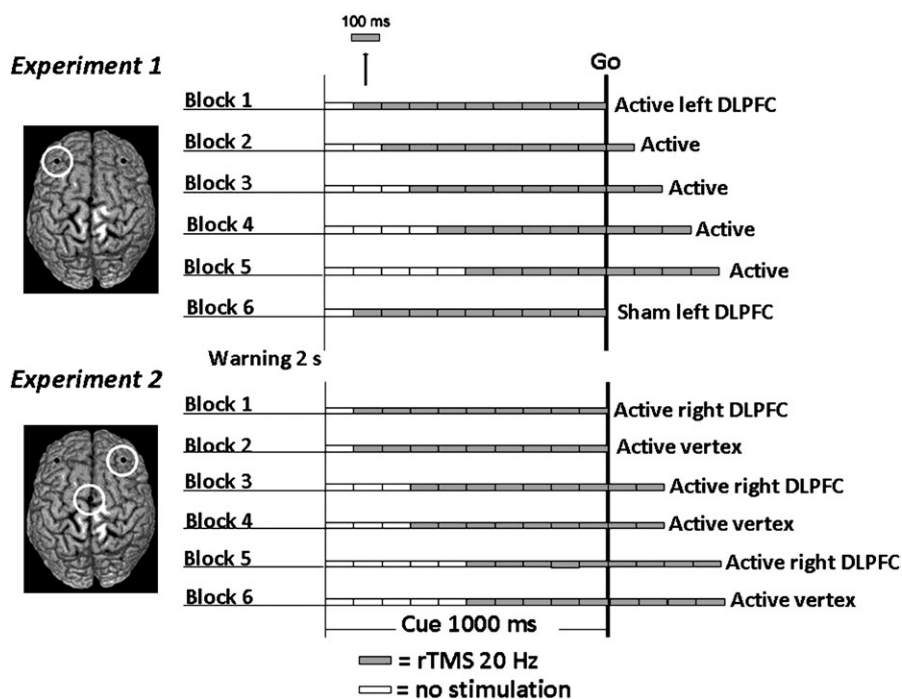 100 ms
Experiment 1
Go
Block 1
Active left DLPFC
Block 2
Active
Block 3
Active
Block 4
Active
Block 5
Active
Block 6
Sham left DLPFC
Warning 2 s
Experiment 2
Block 1
Active right DLPFC
Block 2
Active vertex
Block 3
Active right DLPFC
Block 4
Active vertex
Block 5
Active right DLPFC
Block 6
Active vertex
Cue 1000 ms
= rTMS 20 Hz
= no stimulation